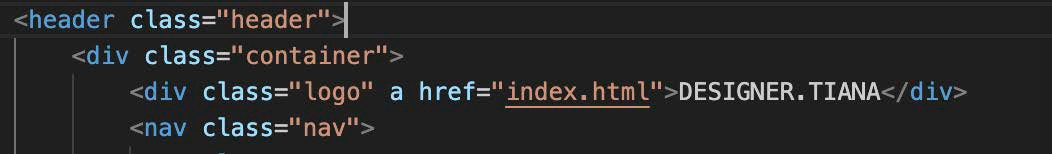 <header class="header">
<div class="container">
<div class="logo" a href="index.html">DESIGNER.TIANA</div>
<nav class="nav">